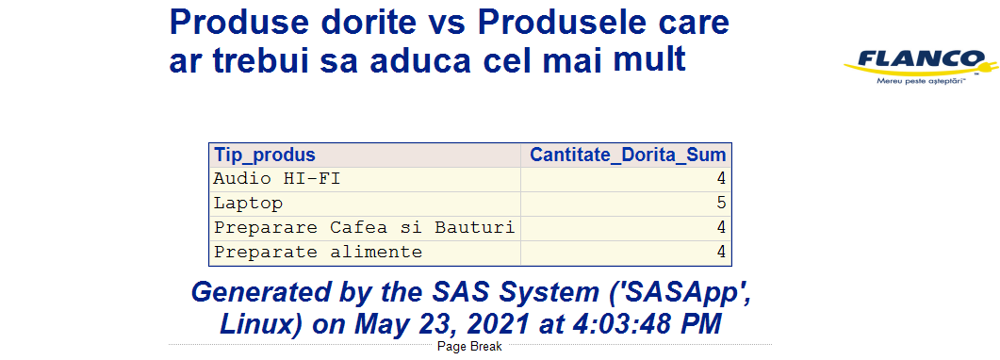 Produse dorite vs Produsele care
ar trebui sa aduca cel mai mult
FLANCO
Mereu peste așteptări™
Tip_produs Cantitate_Dorita_Sum
Audio HI-FI 4
Laptop 5
Preparare Cafea si Bauturi 4
Preparate alimente 4
Generated by the SAS System ('SASApp',
Linux) on May 23, 2021 at 4:03:48 PM
Page Break